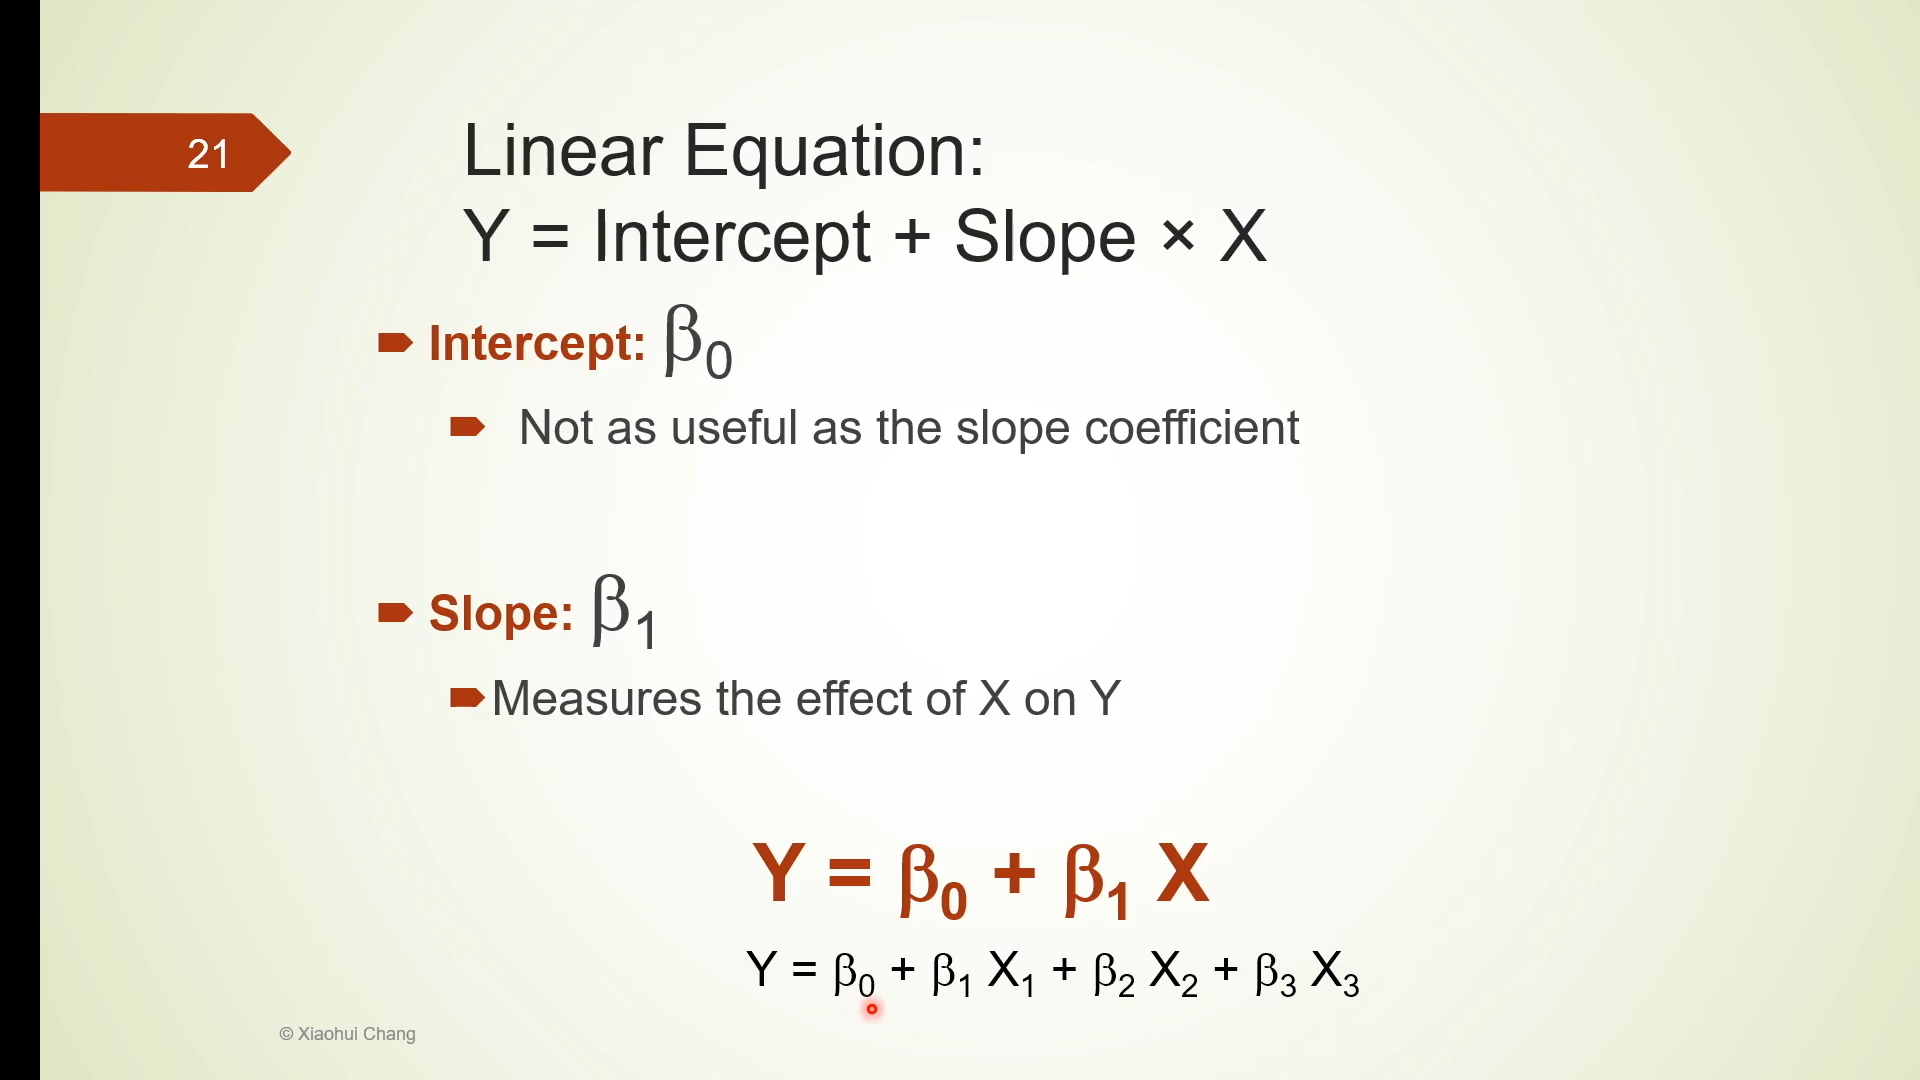 21
Linear Equation:
Y = Intercept + Slope × X
Intercept: β₀
Not as useful as the slope coefficient
Slope: β₁
Measures the effect of X on Y
Y = β₀ + β₁ X
Y = β₀ + β₁ X₁ + β₂ X₂ + β₃ X₃
© Xiaohui Chang